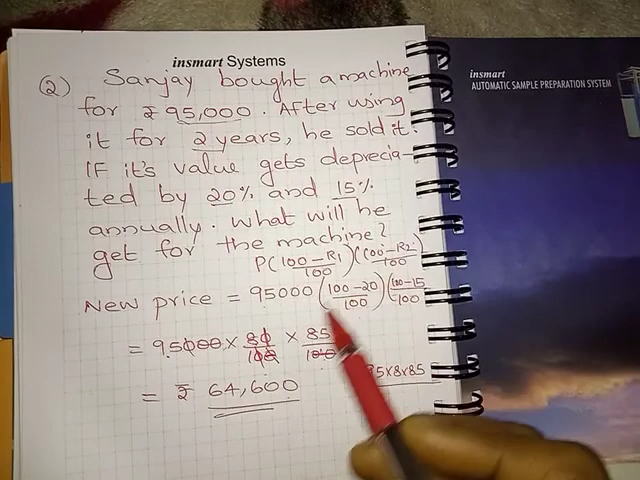 insmart Systems
(2) Sanjay bought a machine
for ₹ 95,000. After using
it for 2 years, he sold it.
IF it's value gets deprecia-
ted by 20% and 15%
annually. What will he
get for the machine?
P(100-R1/100)(100-R2/100)
New price = 95000 (100-20/100)(100-15/100
= 95000 × 80/100 × 85
= ₹ 64,600
5×8×85
insmart
AUTOMATIC SAMPLE PREPARATION SYSTEM